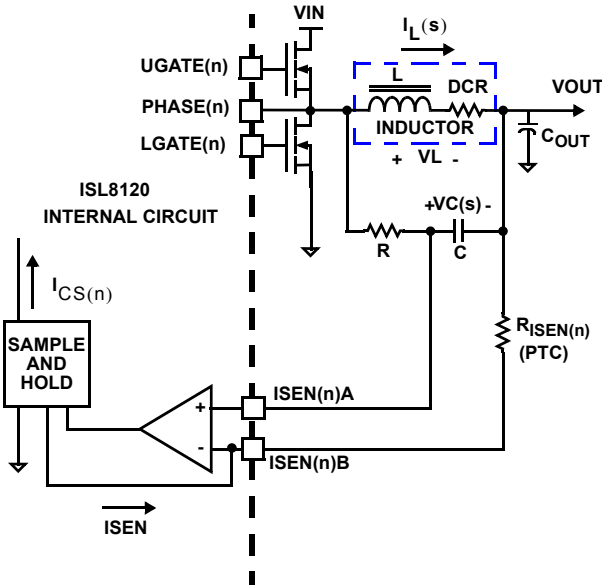 VIN
I_L(s)
UGATE(n)
L
DCR
VOUT
PHASE(n)
INDUCTOR
C_OUT
LGATE(n)
+ VL -
ISL8120
INTERNAL CIRCUIT
+VC(s) -
R
C
I_CS(n)
R_ISEN(n)
(PTC)
SAMPLE
AND
HOLD
+
ISEN(n)A
-
ISEN(n)B
ISEN